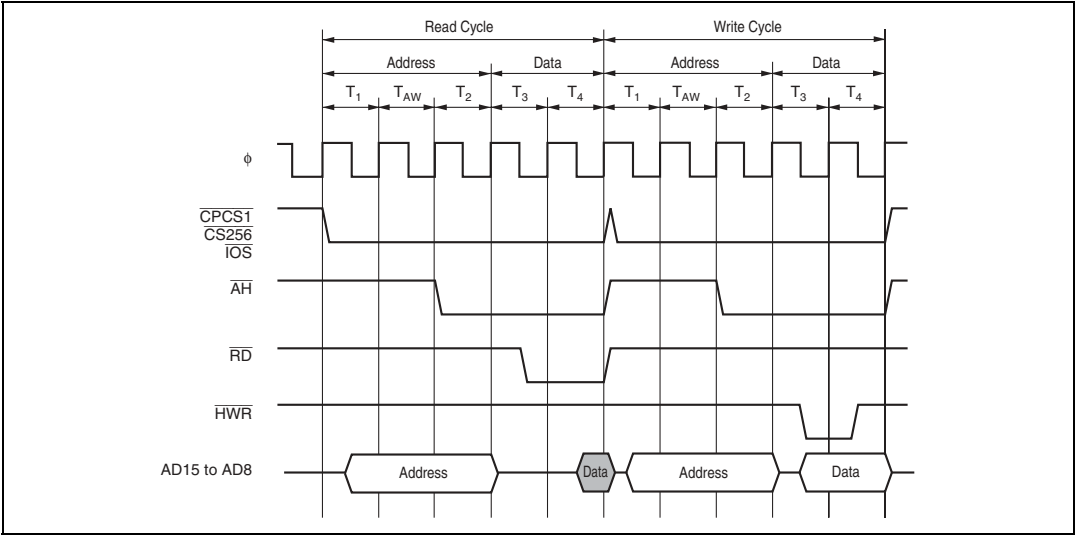 Read Cycle Write Cycle
Address Data Address Data
T1 TAW T2 T3 T4 T1 TAW T2 T3 T4
φ
CPCS1
CS256
IOS
AH
RD
HWR
AD15 to AD8 Address Data Address Data